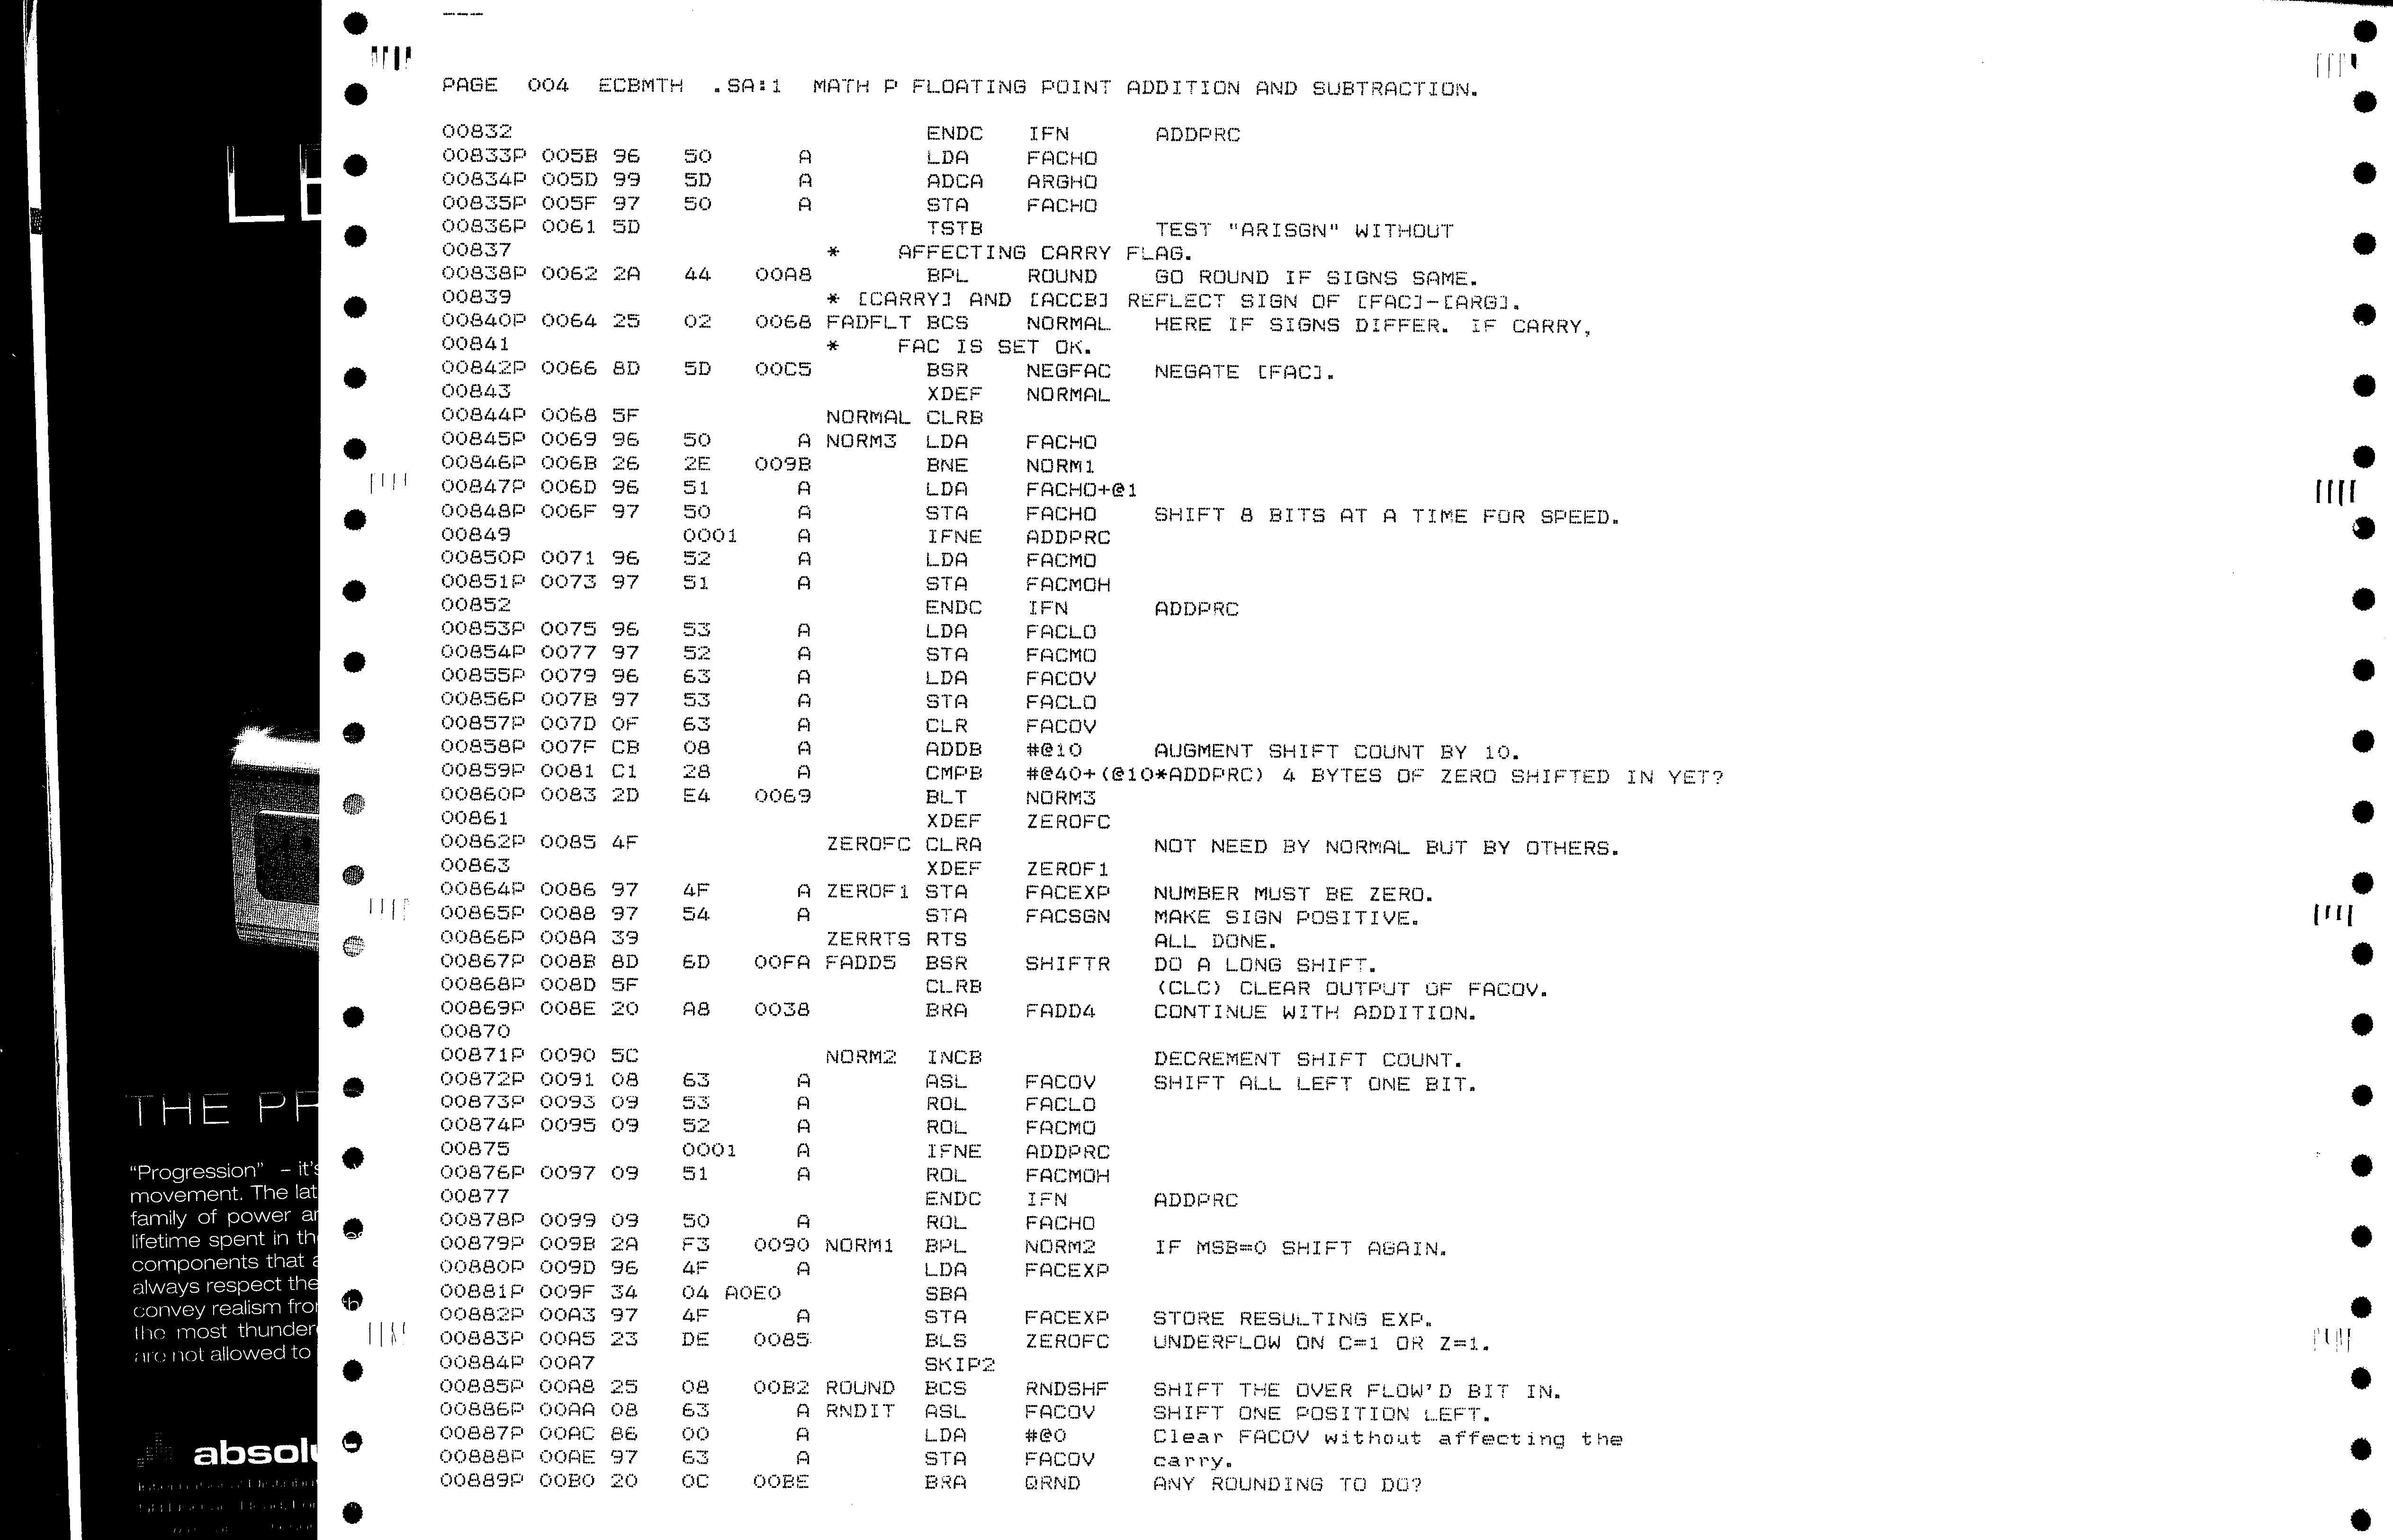 PAGE  004  ECBMTH  .SA:1  MATH P FLOATING POINT ADDITION AND SUBTRACTION.
00832 ENDC IFN ADDPRC
00833P 005B 96 50 A LDA FACHO
00834P 005D 99 5D A ADCA ARGHO
00835P 005F 97 50 A STA FACHO
00836P 0061 5D TSTB TEST "ARISGN" WITHOUT
00837 * AFFECTING CARRY FLAG.
00838P 0062 2A 44 00A8 BPL ROUND GO ROUND IF SIGNS SAME.
00839 * [CARRY] AND [ACCB] REFLECT SIGN OF [FAC]-[ARG].
00840P 0064 25 02 0068 FADFLT BCS NORMAL HERE IF SIGNS DIFFER. IF CARRY,
00841 * FAC IS SET OK.
00842P 0066 8D 5D 00C5 BSR NEGFAC NEGATE [FAC].
00843 XDEF NORMAL
00844P 0068 5F NORMAL CLRB
00845P 0069 96 50 A NORM3 LDA FACHO
00846P 006B 26 2E 009B BNE NORM1
00847P 006D 96 51 A LDA FACHO+@1
00848P 006F 97 50 A STA FACHO SHIFT 8 BITS AT A TIME FOR SPEED.
00849 0001 A IFNE ADDPRC
00850P 0071 96 52 A LDA FACMO
00851P 0073 97 51 A STA FACMOH
00852 ENDC IFN ADDPRC
00853P 0075 96 53 A LDA FACLO
00854P 0077 97 52 A STA FACMO
00855P 0079 96 63 A LDA FACOV
00856P 007B 97 53 A STA FACLO
00857P 007D 0F 63 A CLR FACOV
00858P 007F CB 08 A ADDB #@10 AUGMENT SHIFT COUNT BY 10.
00859P 0081 C1 28 A CMPB #@40+(@10*ADDPRC) 4 BYTES OF ZERO SHIFTED IN YET?
00860P 0083 2D E4 0069 BLT NORM3
00861 XDEF ZEROFC
00862P 0085 4F ZEROFC CLRA NOT NEED BY NORMAL BUT BY OTHERS.
00863 XDEF ZEROF1
00864P 0086 97 4F A ZEROF1 STA FACEXP NUMBER MUST BE ZERO.
00865P 0088 97 54 A STA FACSGN MAKE SIGN POSITIVE.
00866P 008A 39 ZERRTS RTS ALL DONE.
00867P 008B 8D 6D 00FA FADD5 BSR SHIFTR DO A LONG SHIFT.
00868P 008D 5F CLRB (CLC) CLEAR OUTPUT OF FACOV.
00869P 008E 20 A8 0038 BRA FADD4 CONTINUE WITH ADDITION.
00870
00871P 0090 5C NORM2 INCB DECREMENT SHIFT COUNT.
00872P 0091 08 63 A ASL FACOV SHIFT ALL LEFT ONE BIT.
00873P 0093 09 53 A ROL FACLO
00874P 0095 09 52 A ROL FACMO
00875 0001 A IFNE ADDPRC
00876P 0097 09 51 A ROL FACMOH
00877 ENDC IFN ADDPRC
00878P 0099 09 50 A ROL FACHO
00879P 009B 2A F3 0090 NORM1 BPL NORM2 IF MSB=0 SHIFT AGAIN.
00880P 009D 96 4F A LDA FACEXP
00881P 009F 34 04 A0E0 SBA
00882P 00A3 97 4F A STA FACEXP STORE RESULTING EXP.
00883P 00A5 23 DE 0085 BLS ZEROFC UNDERFLOW ON C=1 OR Z=1.
00884P 00A7 SKIP2
00885P 00A8 25 08 00B2 ROUND BCS RNDSHF SHIFT THE OVER FLOW'D BIT IN.
00886P 00AA 08 63 A RNDIT ASL FACOV SHIFT ONE POSITION LEFT.
00887P 00AC 86 00 A LDA #@0 Clear FACOV without affecting the
00888P 00AE 97 63 A STA FACOV carry.
00889P 00B0 20 0C 00BE BRA QRND ANY ROUNDING TO DO?
THE PR
"Progression" – it's
movement. The lat
family of power ar
lifetime spent in th
components that a
always respect the
convey realism fro
the most thunder
are not allowed to
absolu